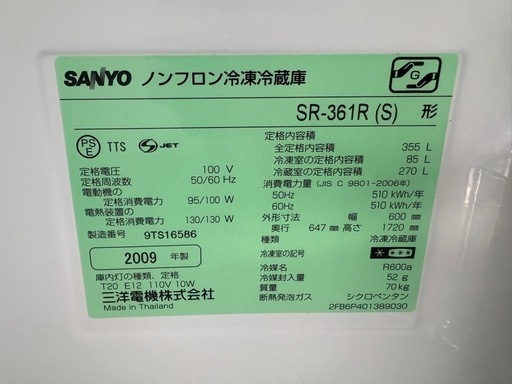 SANYO ノンフロン冷凍冷蔵庫
G
SR-361R (S) 形
PS E TTS S JET
定格電圧 100 V
定格周波数 50/60 Hz
電動機の
定格消費電力 95/100 W
電熱装置の
定格消費電力 130/130 W
製造番号 9TS16586
2009 年製
庫内灯の種類、定格
T20 E12 110V 10W
三洋電機株式会社
Made in Thailand
定格内容積
全定格内容積 355 L
冷凍室の定格内容積 85 L
冷蔵室の定格内容積 270 L
消費電力量 (JIS C 9801-2006年)
50Hz 510 kWh/年
60Hz 510 kWh/年
外形寸法 幅 600 mm
奥行 647 mm 高さ 1720 mm
種類 冷凍冷蔵庫
冷凍室の記号
冷媒 R600a
冷媒封入量 52 g
質量 70 kg
断熱発泡ガス シクロペンタン
2FB6P401389030